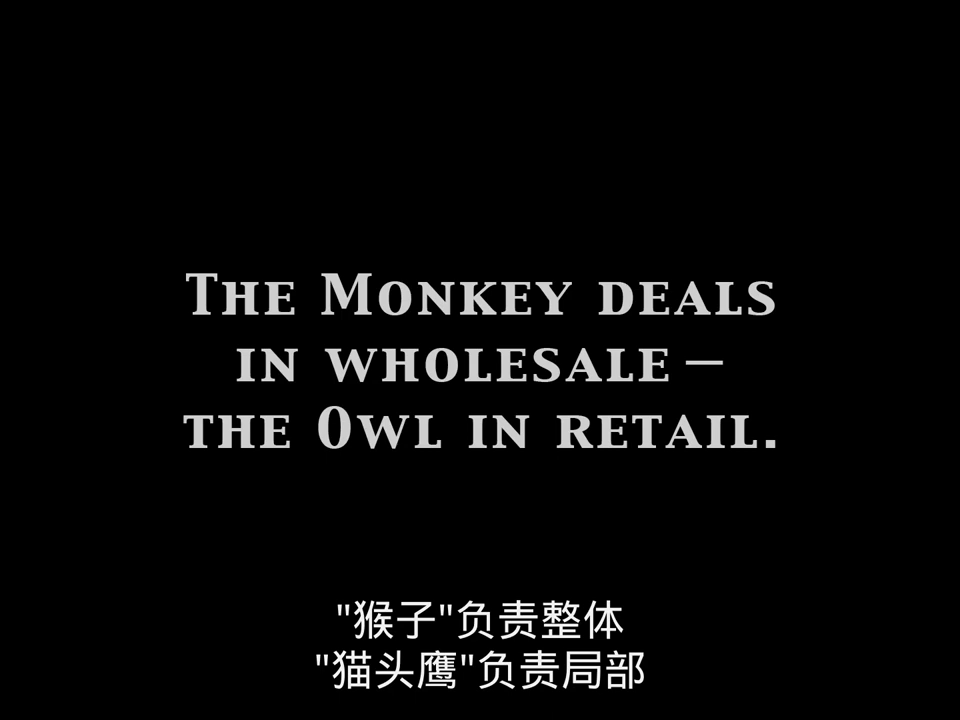 The Monkey deals
in wholesale –
the Owl in retail.
"猴子"负责整体
"猫头鹰"负责局部